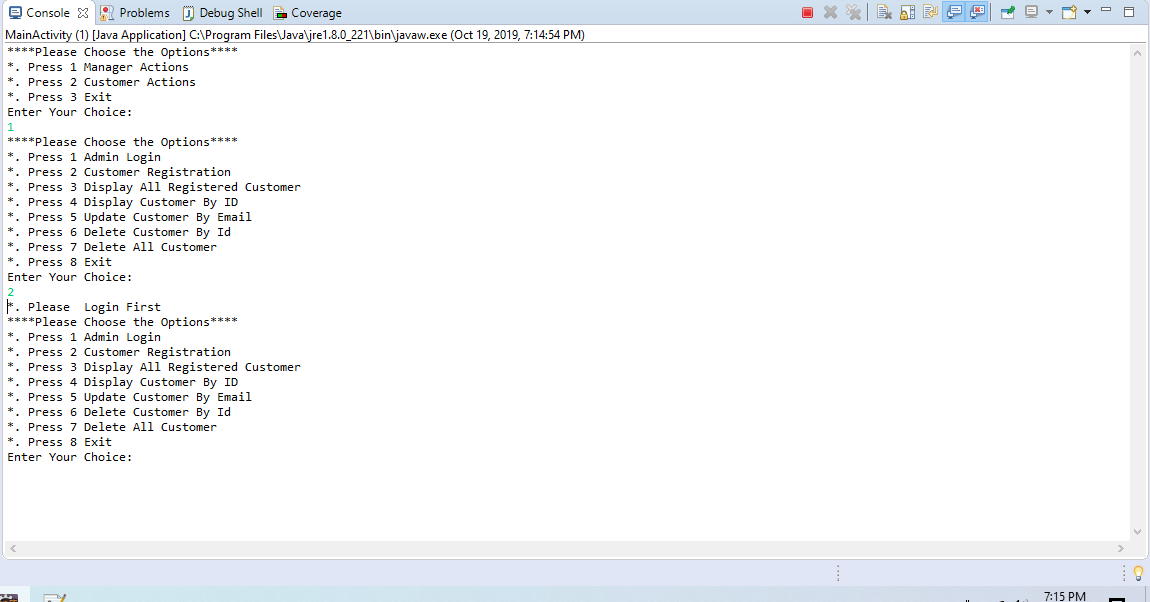 Console Problems Debug Shell Coverage
MainActivity (1) [Java Application] C:\Program Files\Java\jre1.8.0_221\bin\javaw.exe (Oct 19, 2019, 7:14:54 PM)
****Please Choose the Options****
*. Press 1 Manager Actions
*. Press 2 Customer Actions
*. Press 3 Exit
Enter Your Choice:
1
****Please Choose the Options****
*. Press 1 Admin Login
*. Press 2 Customer Registration
*. Press 3 Display All Registered Customer
*. Press 4 Display Customer By ID
*. Press 5 Update Customer By Email
*. Press 6 Delete Customer By Id
*. Press 7 Delete All Customer
*. Press 8 Exit
Enter Your Choice:
2
*. Please  Login First
****Please Choose the Options****
*. Press 1 Admin Login
*. Press 2 Customer Registration
*. Press 3 Display All Registered Customer
*. Press 4 Display Customer By ID
*. Press 5 Update Customer By Email
*. Press 6 Delete Customer By Id
*. Press 7 Delete All Customer
*. Press 8 Exit
Enter Your Choice:
7:15 PM